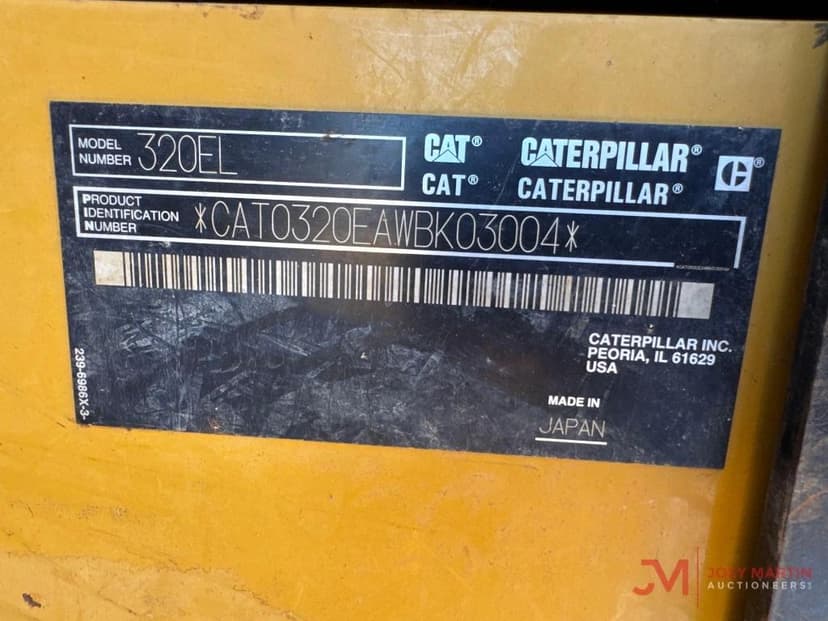 MODEL NUMBER 320EL
CAT® CATERPILLAR®
CAT® CATERPILLAR®
PRODUCT IDENTIFICATION NUMBER *CAT0320EAWBK03004*
CATERPILLAR INC.
PEORIA, IL 61629
USA
239-6986X-3-
MADE IN
JAPAN
JM JOEY MARTIN
AUCTIONEERS